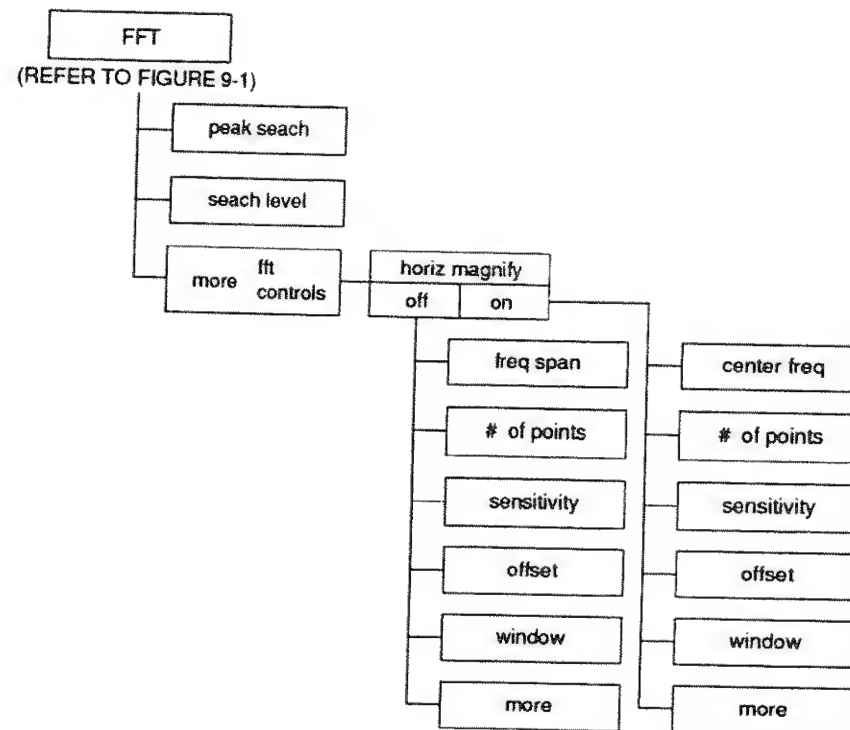 FFT
(REFER TO FIGURE 9-1)
peak seach
seach level
more fft controls
horiz magnify
off on
freq span
# of points
sensitivity
offset
window
more
center freq
# of points
sensitivity
offset
window
more